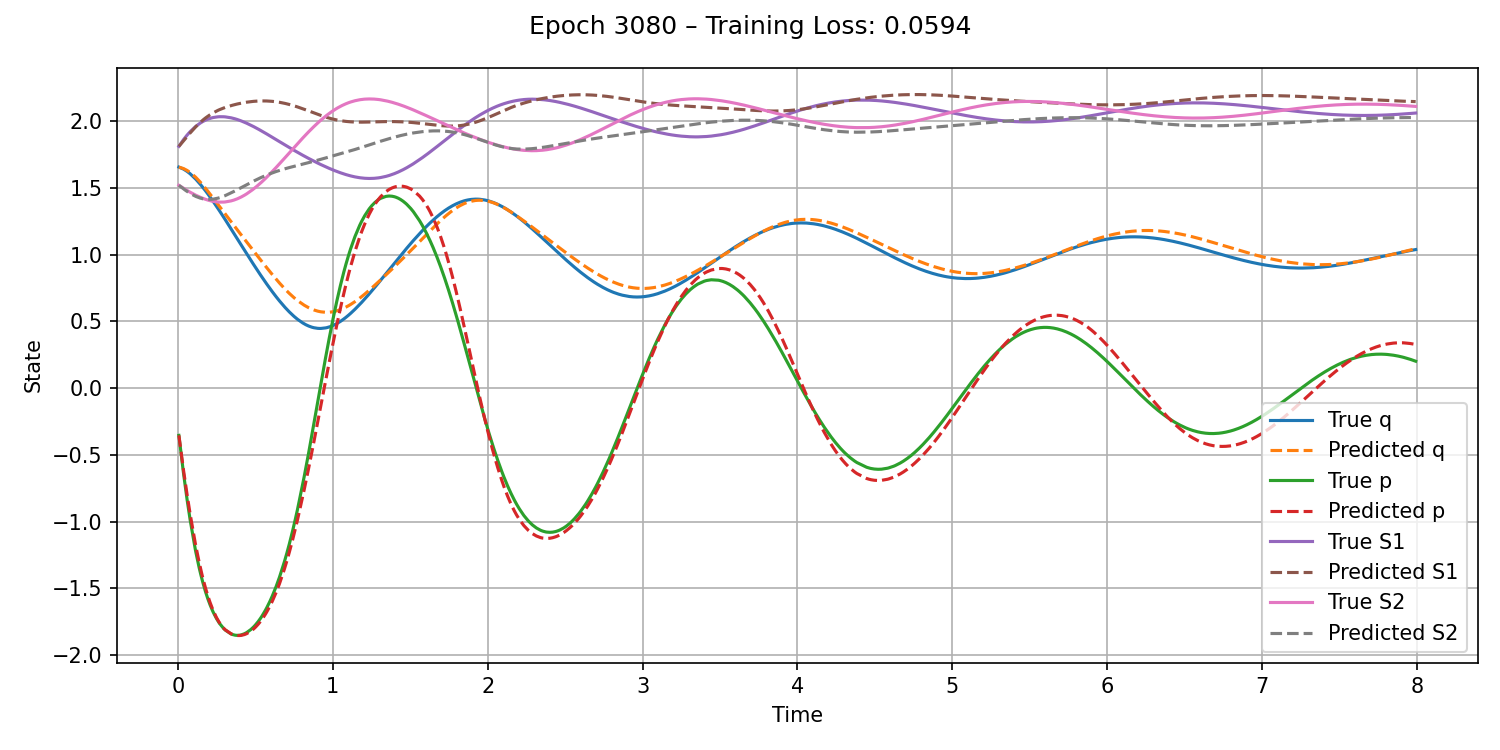 Epoch 3080 – Training Loss: 0.0594
2.0
1.5
1.0
0.5
0.0
−0.5
−1.0
−1.5
−2.0
State
0 1 2 3 4 5 6 7 8
Time
True q
Predicted q
True p
Predicted p
True S1
Predicted S1
True S2
Predicted S2